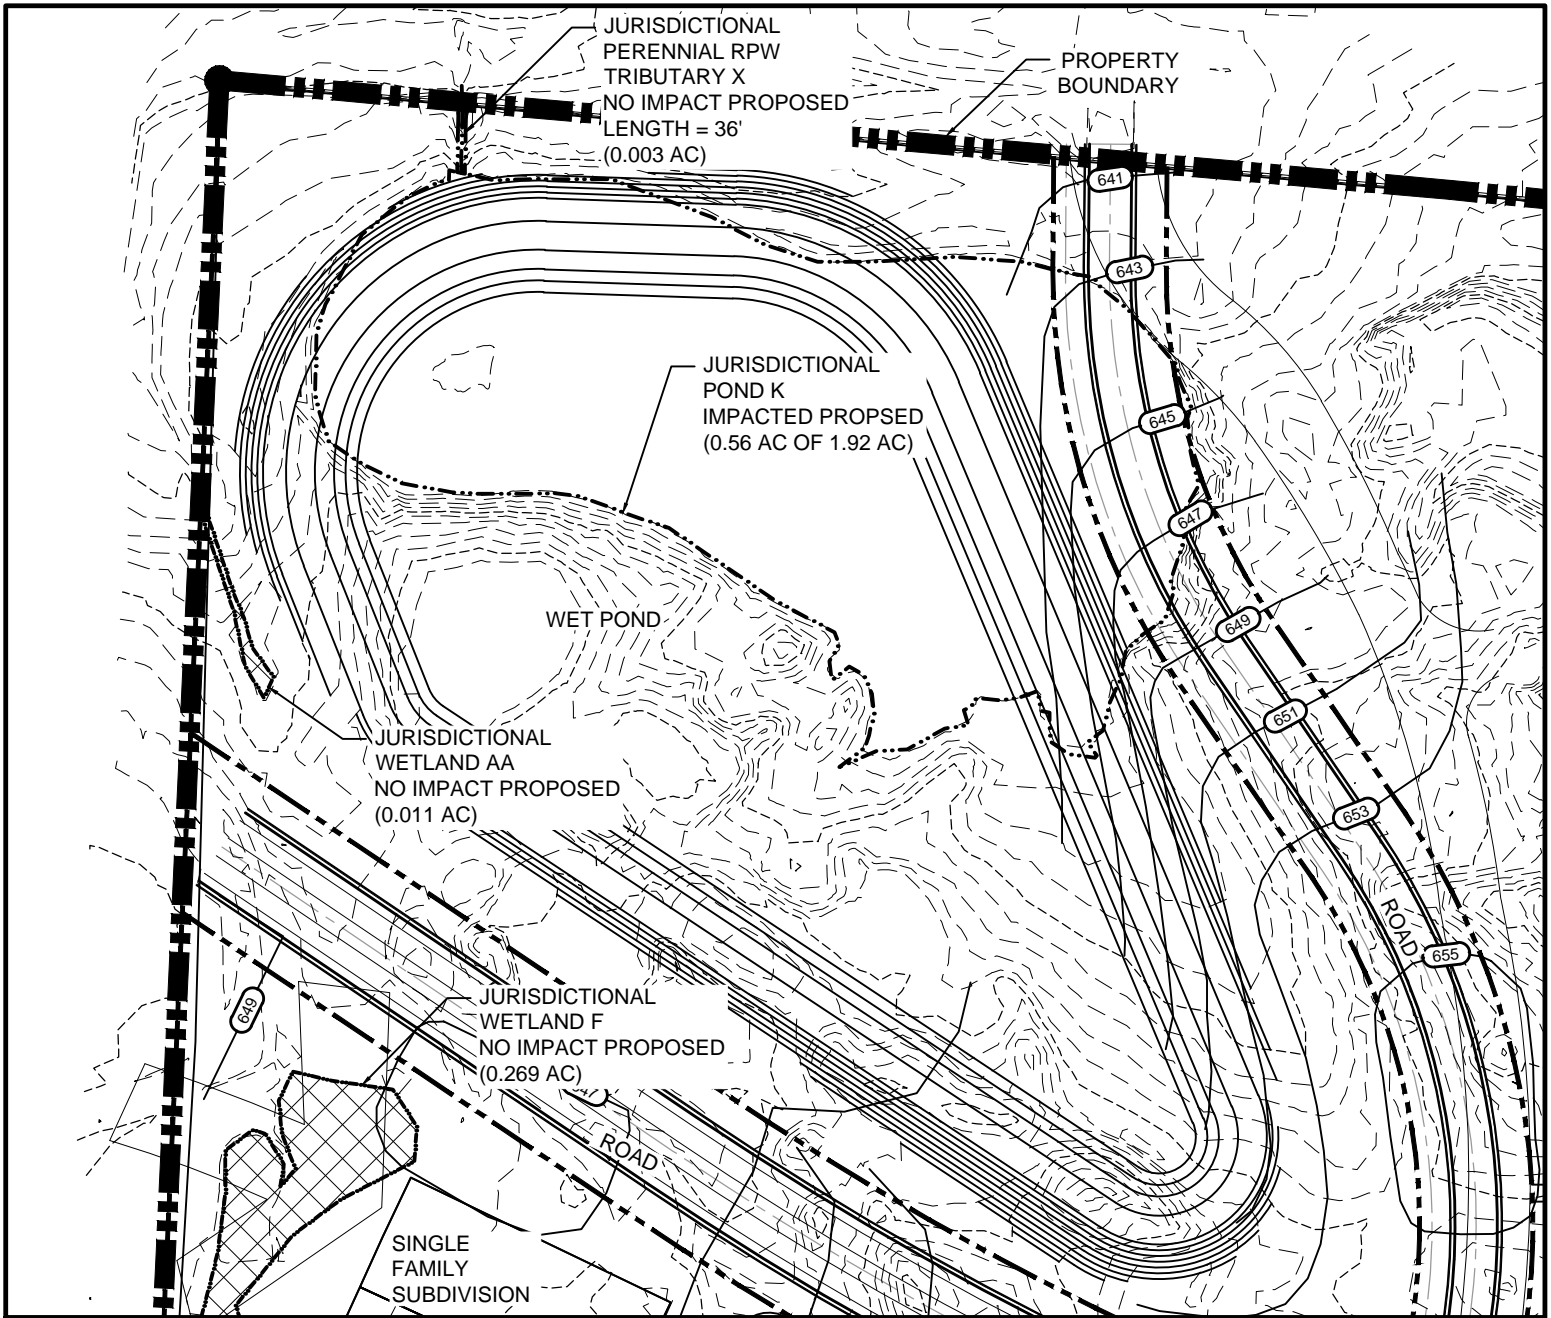 JURISDICTIONAL
PERENNIAL RPW
TRIBUTARY X
NO IMPACT PROPOSED
LENGTH = 36'
(0.003 AC)
PROPERTY
BOUNDARY
641
643
JURISDICTIONAL
POND K
IMPACTED PROPSED
(0.56 AC OF 1.92 AC)
645
647
WET POND
649
651
JURISDICTIONAL
WETLAND AA
NO IMPACT PROPOSED
(0.011 AC)
653
ROAD
655
649
JURISDICTIONAL
WETLAND F
NO IMPACT PROPOSED
(0.269 AC)
ROAD
SINGLE
FAMILY
SUBDIVISION